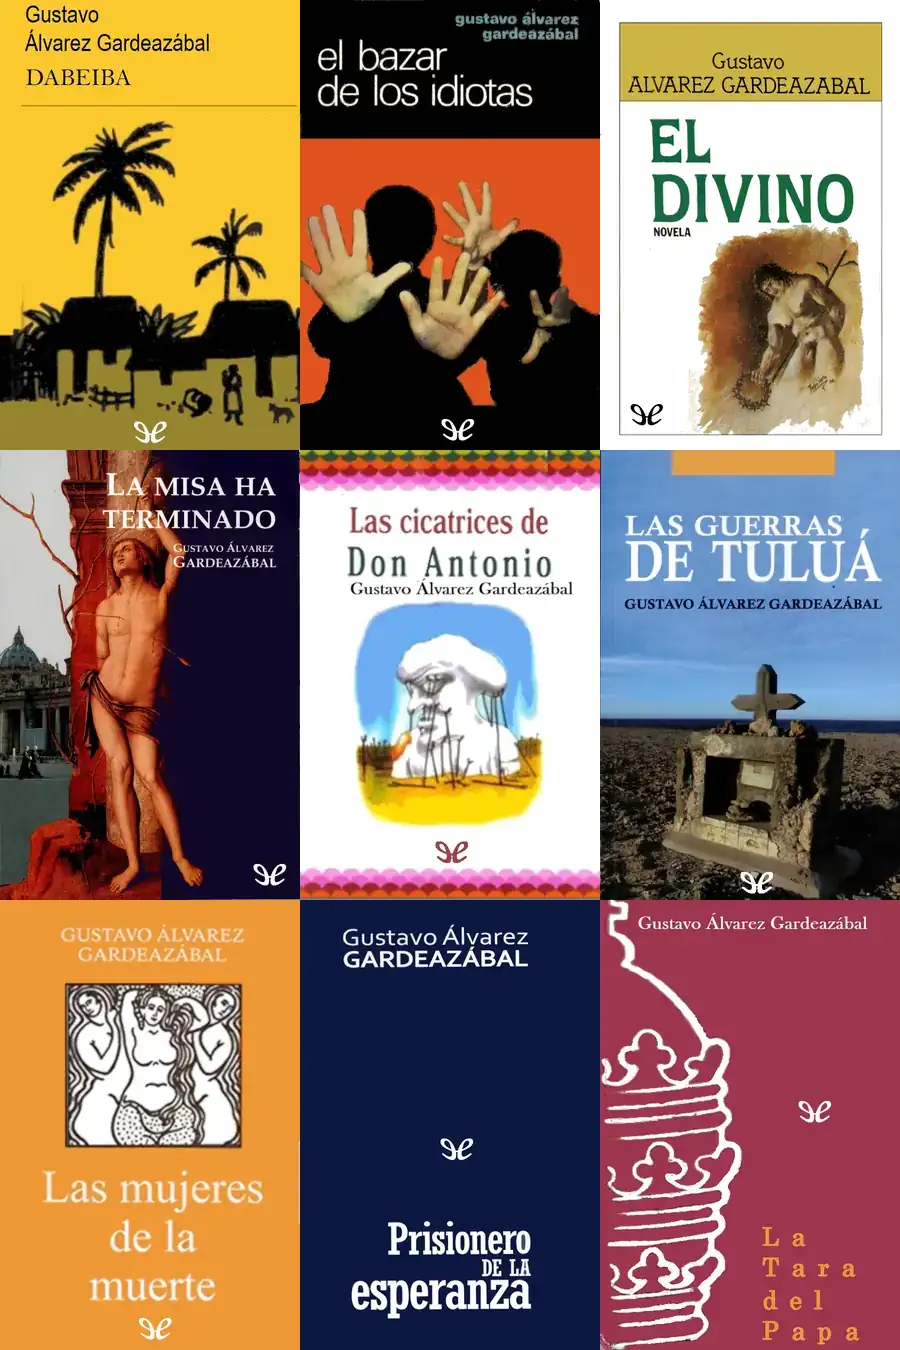 Gustavo
Álvarez Gardeazábal
DABEIBA
gustavo álvarez
gardeazábal
el bazar
de los idiotas
Gustavo
ALVAREZ GARDEAZABAL
EL
DIVINO
NOVELA
LA MISA HA
TERMINADO
GUSTAVO ÁLVAREZ
GARDEAZÁBAL
Las cicatrices de
Don Antonio
Gustavo Álvarez Gardeazábal
LAS GUERRAS
DE TULUÁ
GUSTAVO ÁLVAREZ GARDEAZÁBAL
GUSTAVO ÁLVAREZ
GARDEAZÁBAL
Las mujeres
de la
muerte
Gustavo Álvarez
GARDEAZÁBAL
Prisionero
DE LA
esperanza
Gustavo Álvarez Gardeazábal
La
Tara
del
Papa